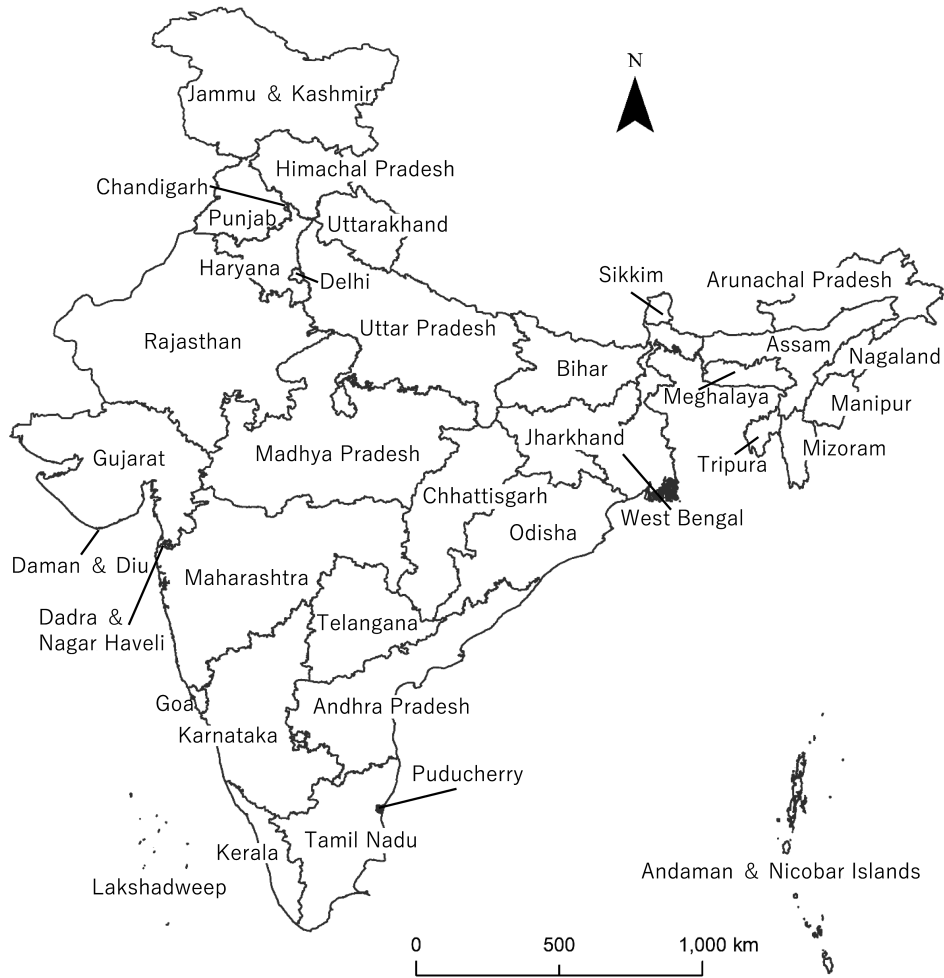 N
Jammu & Kashmir
Himachal Pradesh
Chandigarh
Punjab
Uttarakhand
Haryana
Delhi
Sikkim
Arunachal Pradesh
Rajasthan
Uttar Pradesh
Assam
Nagaland
Bihar
Meghalaya
Manipur
Gujarat
Madhya Pradesh
Jharkhand
Tripura
Mizoram
Chhattisgarh
West Bengal
Odisha
Daman & Diu
Maharashtra
Dadra &
Nagar Haveli
Telangana
Goa
Andhra Pradesh
Karnataka
Puducherry
Tamil Nadu
Kerala
Lakshadweep
Andaman & Nicobar Islands
0 500 1,000 km